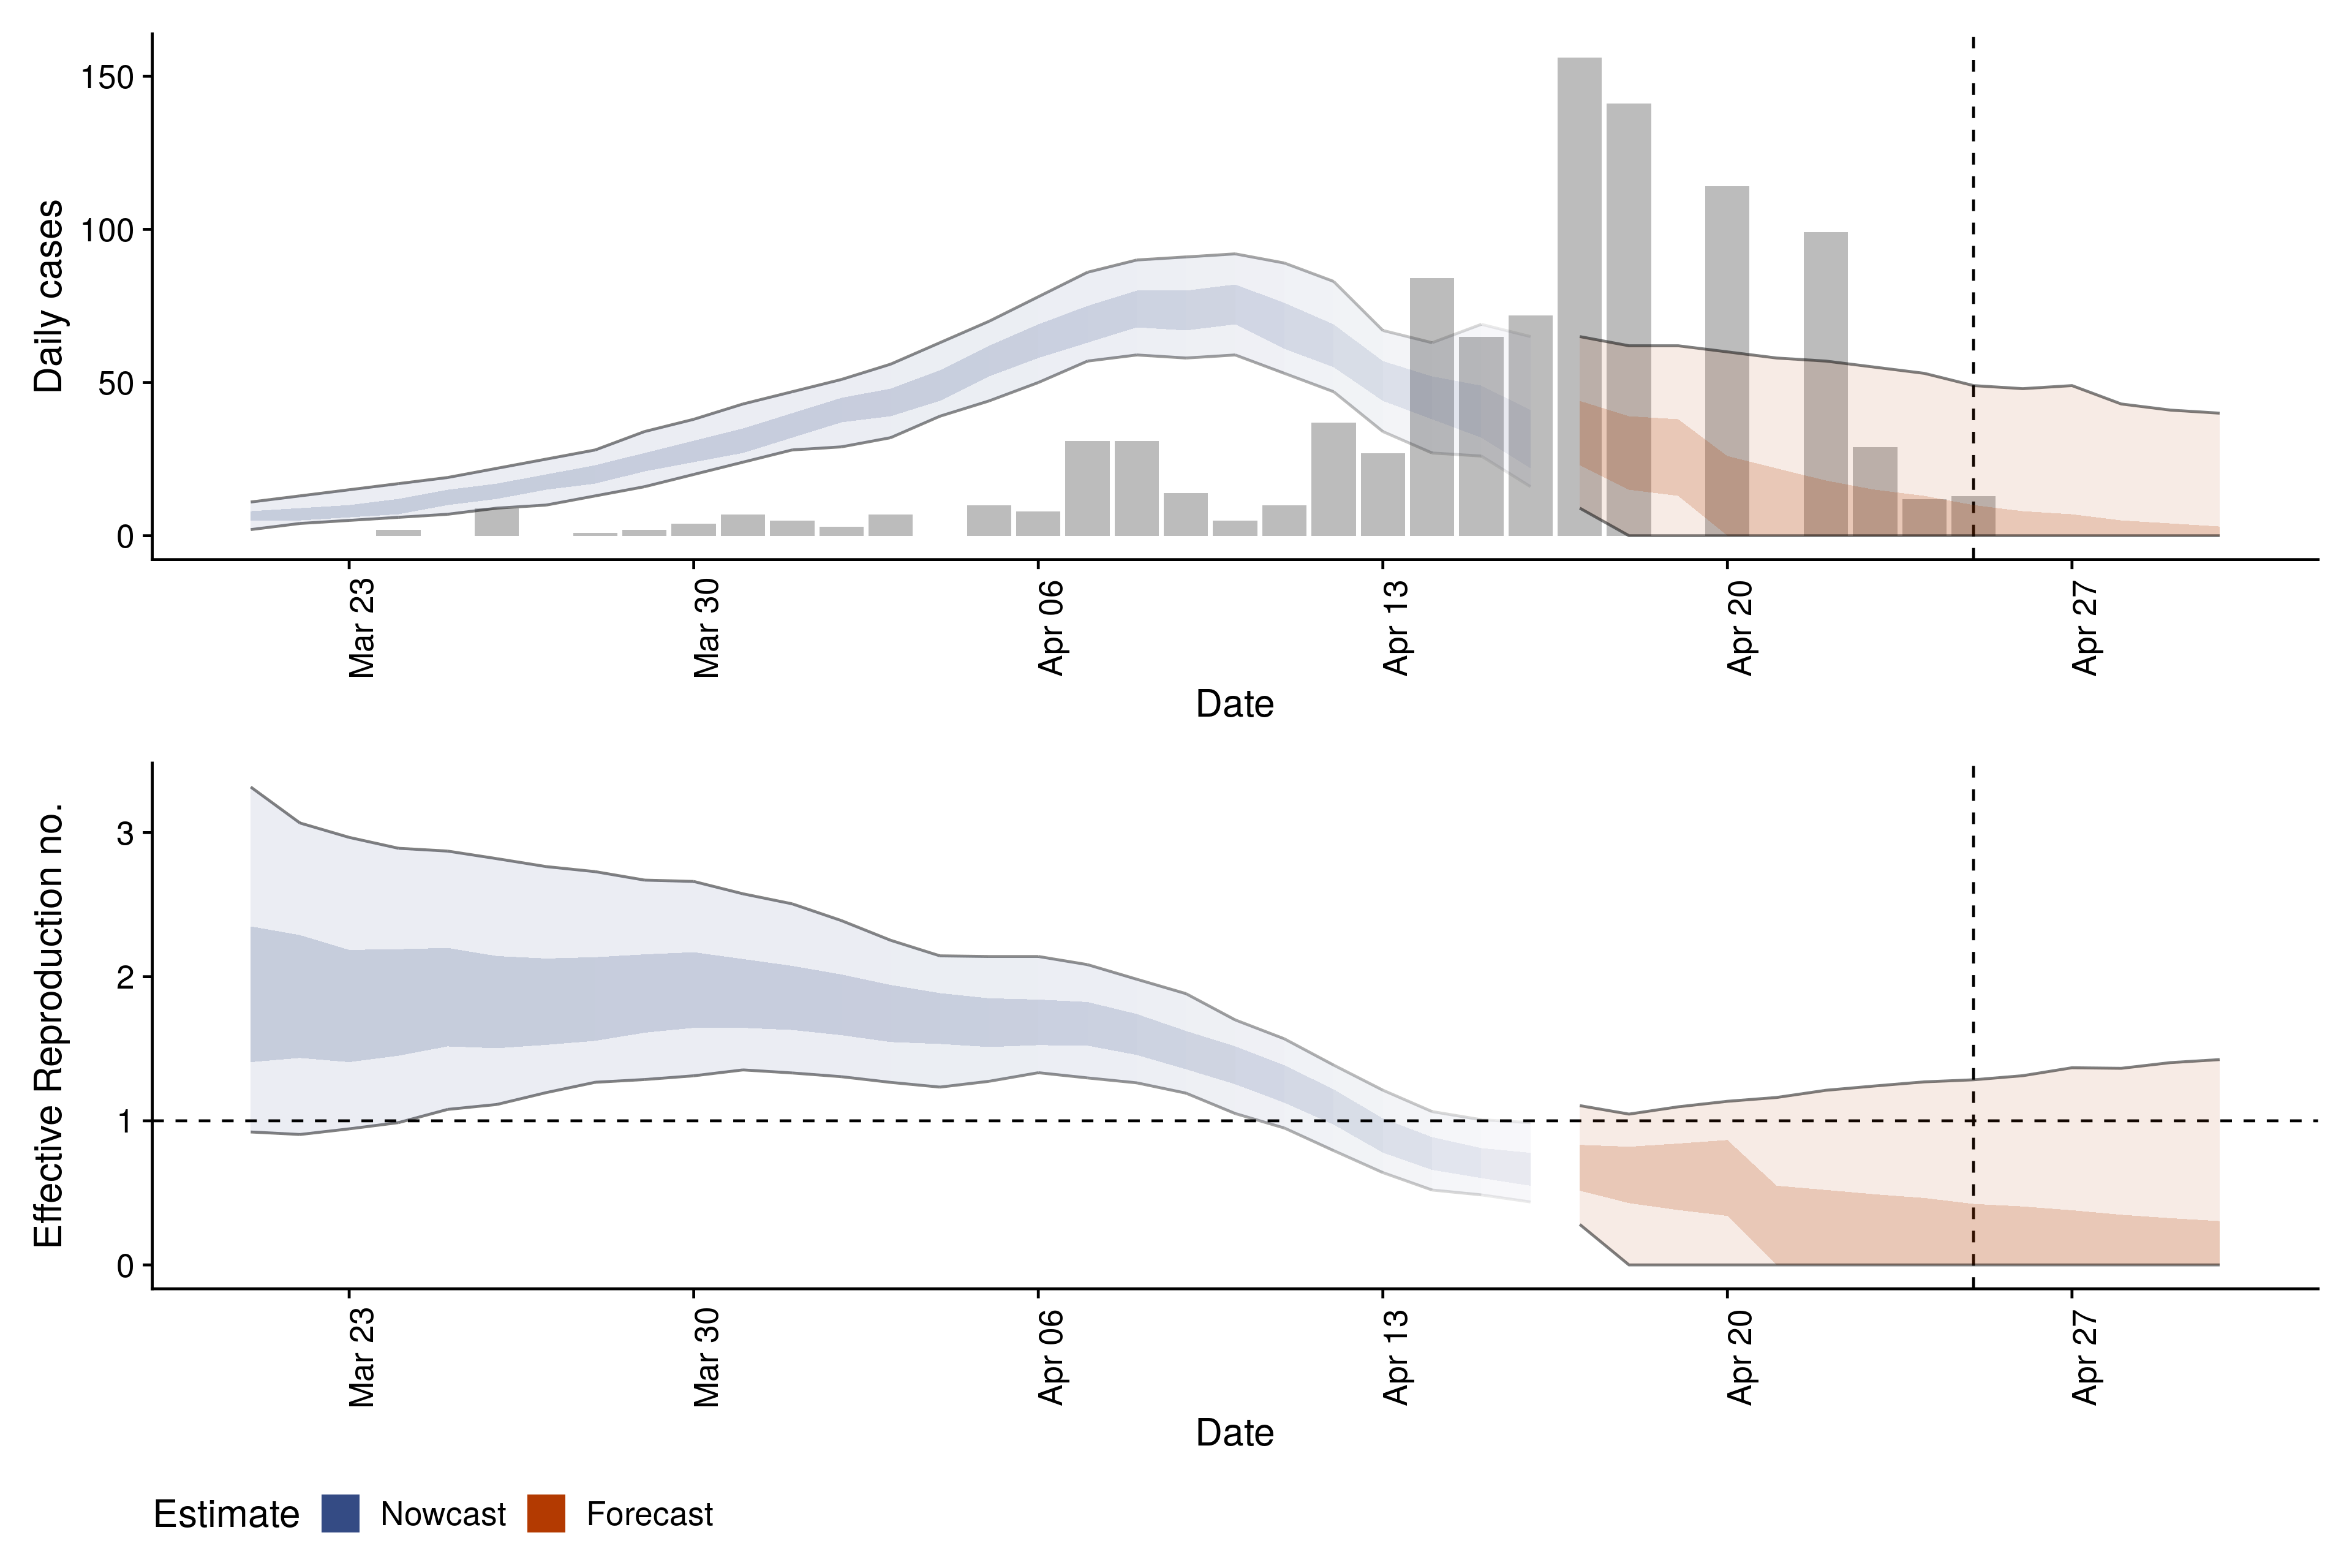 Daily cases
150
100
50
0
Mar 23
Mar 30
Apr 06
Apr 13
Apr 20
Apr 27
Date
Effective Reproduction no.
3
2
1
0
Mar 23
Mar 30
Apr 06
Apr 13
Apr 20
Apr 27
Date
Estimate Nowcast Forecast